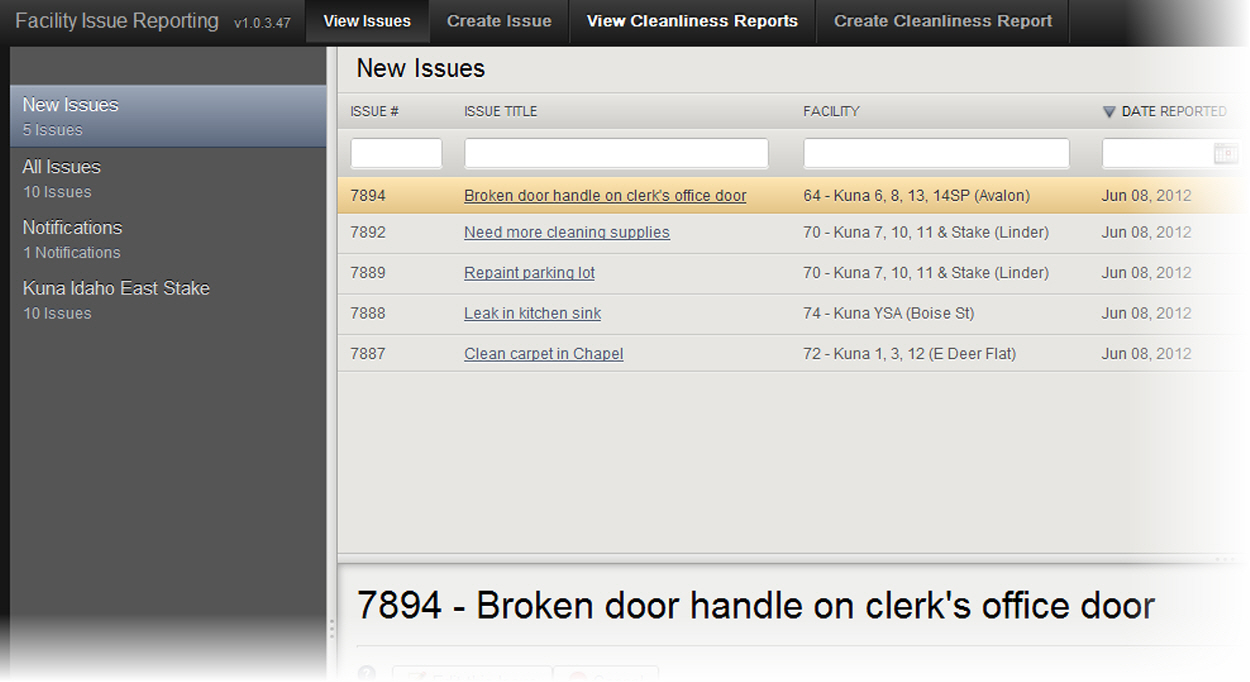 Facility Issue Reporting v1.0.3.47 View Issues Create Issue View Cleanliness Reports Create Cleanliness Report
New Issues
5 Issues
All Issues
10 Issues
Notifications
1 Notifications
Kuna Idaho East Stake
10 Issues
New Issues
ISSUE # ISSUE TITLE FACILITY DATE REPORTED
7894 Broken door handle on clerk's office door 64 - Kuna 6, 8, 13, 14SP (Avalon) Jun 08, 2012
7892 Need more cleaning supplies 70 - Kuna 7, 10, 11 & Stake (Linder) Jun 08, 2012
7889 Repaint parking lot 70 - Kuna 7, 10, 11 & Stake (Linder) Jun 08, 2012
7888 Leak in kitchen sink 74 - Kuna YSA (Boise St) Jun 08, 2012
7887 Clean carpet in Chapel 72 - Kuna 1, 3, 12 (E Deer Flat) Jun 08, 2012
7894 - Broken door handle on clerk's office door